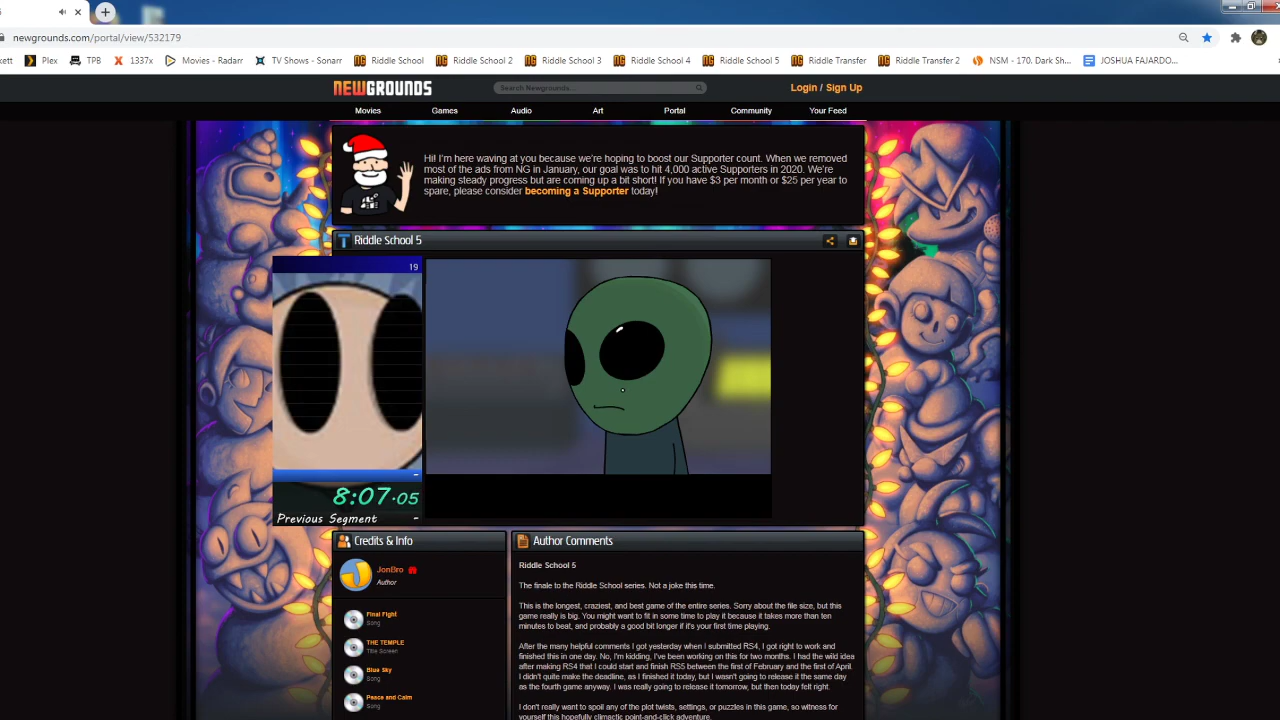 newgrounds.com/portal/view/532179
ett Plex TPB 1337x Movies - Radarr TV Shows - Sonarr Riddle School Riddle School 2 Riddle School 3 Riddle School 4 Riddle School 5 Riddle Transfer Riddle Transfer 2 NSM - 170. Dark Sh... JOSHUA FAJARDO...
NEWGROUNDS Search Newgrounds... Login / Sign Up
Movies Games Audio Art Portal Community Your Feed
Hi! I'm here waving at you because we're hoping to boost our Supporter count. When we removed
most of the ads from NG in January, our goal was to hit 4,000 active Supporters in 2020. We're
making steady progress but are coming up a bit short! If you have $3 per month or $25 per year to
spare, please consider becoming a Supporter today!
T Riddle School 5
19
-
8:07.05
Previous Segment -
Credits & Info
JonBro
Author
Final Fight
Song
THE TEMPLE
Title Screen
Blue Sky
Song
Peace and Calm
Song
Author Comments
Riddle School 5
The finale to the Riddle School series. Not a joke this time.
This is the longest, craziest, and best game of the entire series. Sorry about the file size, but this
game really is big. You might want to fit in some time to play it because it takes more than ten
minutes to beat, and probably a good bit longer if it's your first time playing.
After the many helpful comments I got yesterday when I submitted RS4, I got right to work and
finished this in one day. No, I'm kidding, I've been working on this for two months. I had the wild idea
after making RS4 that I could start and finish RS5 between the first of February and the first of April.
I didn't quite make the deadline, as I finished it today, but I wasn't going to release it the same day
as the fourth game anyway. I was really going to release it tomorrow, but then today felt right.
I don't really want to spoil any of the plot twists, settings, or puzzles in this game, so witness for
yourself this hopefully climactic point-and-click adventure.